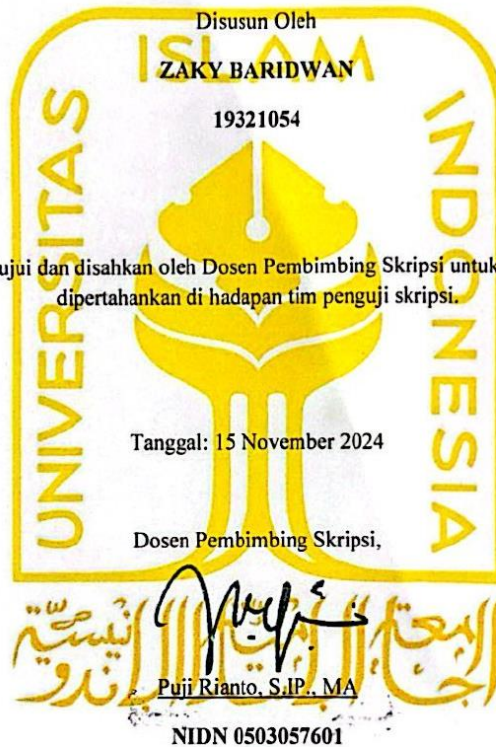 Disusun Oleh
ZAKY BARIDWAN
19321054
ujui dan disahkan oleh Dosen Pembimbing Skripsi untuk
dipertahankan di hadapan tim penguji skripsi.
Tanggal: 15 November 2024
Dosen Pembimbing Skripsi,
Puji Rianto, S.IP., MA
NIDN 0503057601
UNIVERSITAS
ISLAM
INDONESIA